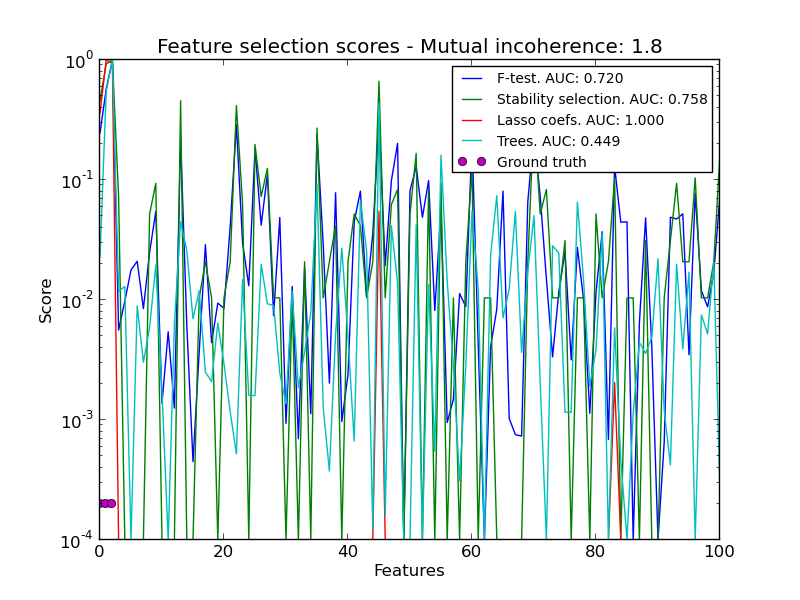 Feature selection scores - Mutual incoherence: 1.8
10^0
10^-1
10^-2
10^-3
10^-4
Score
F-test. AUC: 0.720
Stability selection. AUC: 0.758
Lasso coefs. AUC: 1.000
Trees. AUC: 0.449
Ground truth
0 20 40 60 80 100
Features